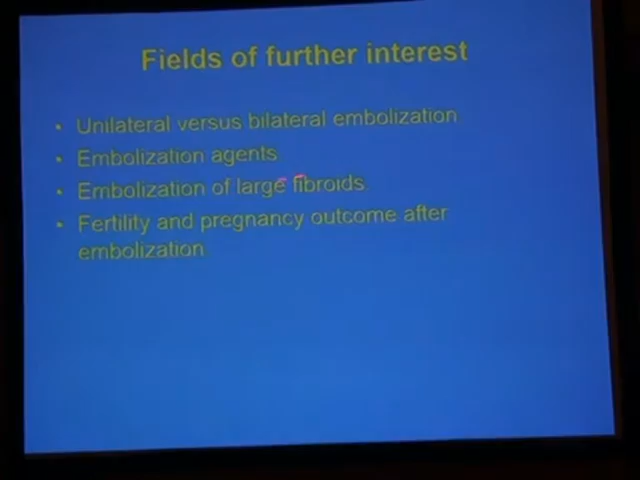 Fields of further interest
• Unilateral versus bilateral embolization
• Embolization agents
• Embolization of large fibroids.
• Fertility and pregnancy outcome after
embolization